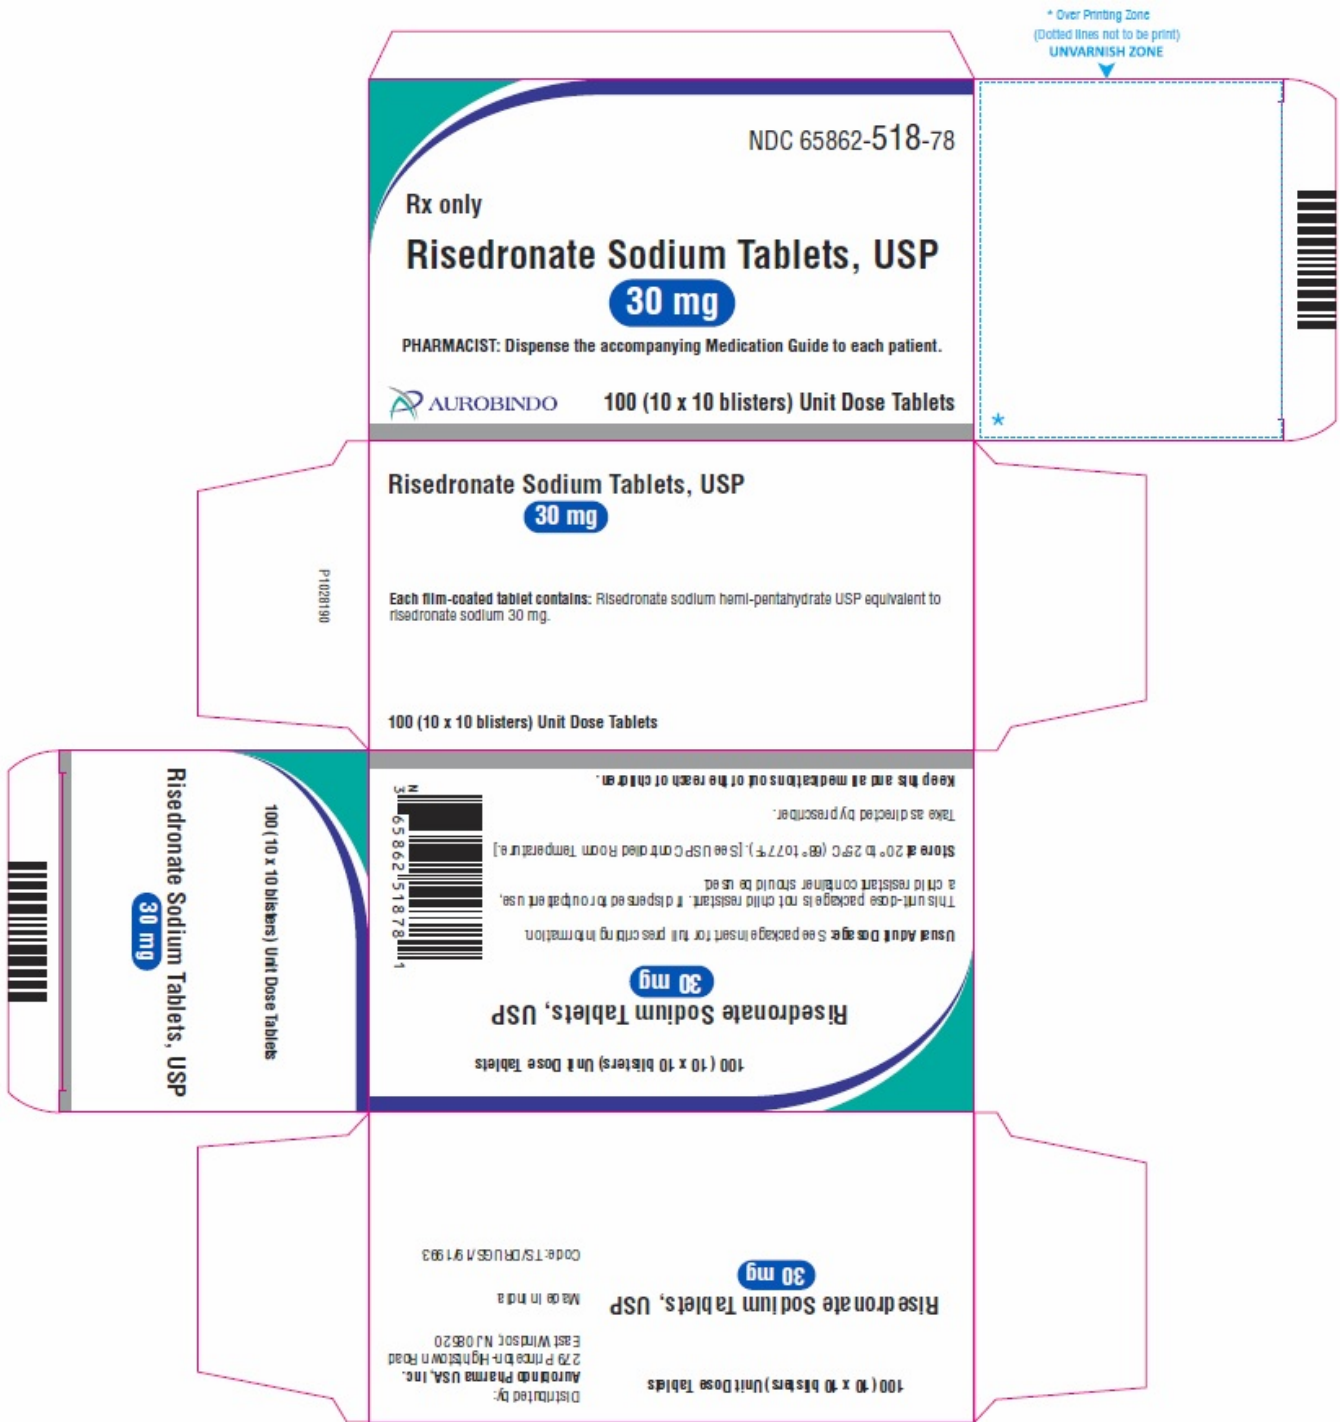 * Over Printing Zone
(Dotted lines not to be print)
UNVARNISH ZONE
NDC 65862-518-78
Rx only
Risedronate Sodium Tablets, USP
30 mg
PHARMACIST: Dispense the accompanying Medication Guide to each patient.
AUROBINDO
100 (10 x 10 blisters) Unit Dose Tablets
*
Risedronate Sodium Tablets, USP
30 mg
Each film-coated tablet contains: Risedronate sodium hemi-pentahydrate USP equivalent to
risedronate sodium 30 mg.
100 (10 x 10 blisters) Unit Dose Tablets
P1028190
Risedronate Sodium Tablets, USP
30 mg
100 (10 x 10 blisters) Unit Dose Tablets
100 (10 x 10 blisters) Unit Dose Tablets
Risedronate Sodium Tablets, USP
30 mg
Usual Adult Dosage: See package insert for full prescribing information.
This unit-dose package is not child resistant. If dispensed for outpatient use,
a child resistant container should be used.
Store at 20° to 25°C (68° to 77°F). [See USP Controlled Room Temperature.]
Take as directed by prescriber.
Keep this and all medications out of the reach of children.
N
3 65862 51878 1
100 (10 x 10 blisters) Unit Dose Tablets
Risedronate Sodium Tablets, USP
30 mg
Distributed by:
Aurobindo Pharma USA, Inc.
279 Princeton-Hightstown Road
East Windsor, NJ 08520
Made in India
Code: TS/DRUGS/19/1993